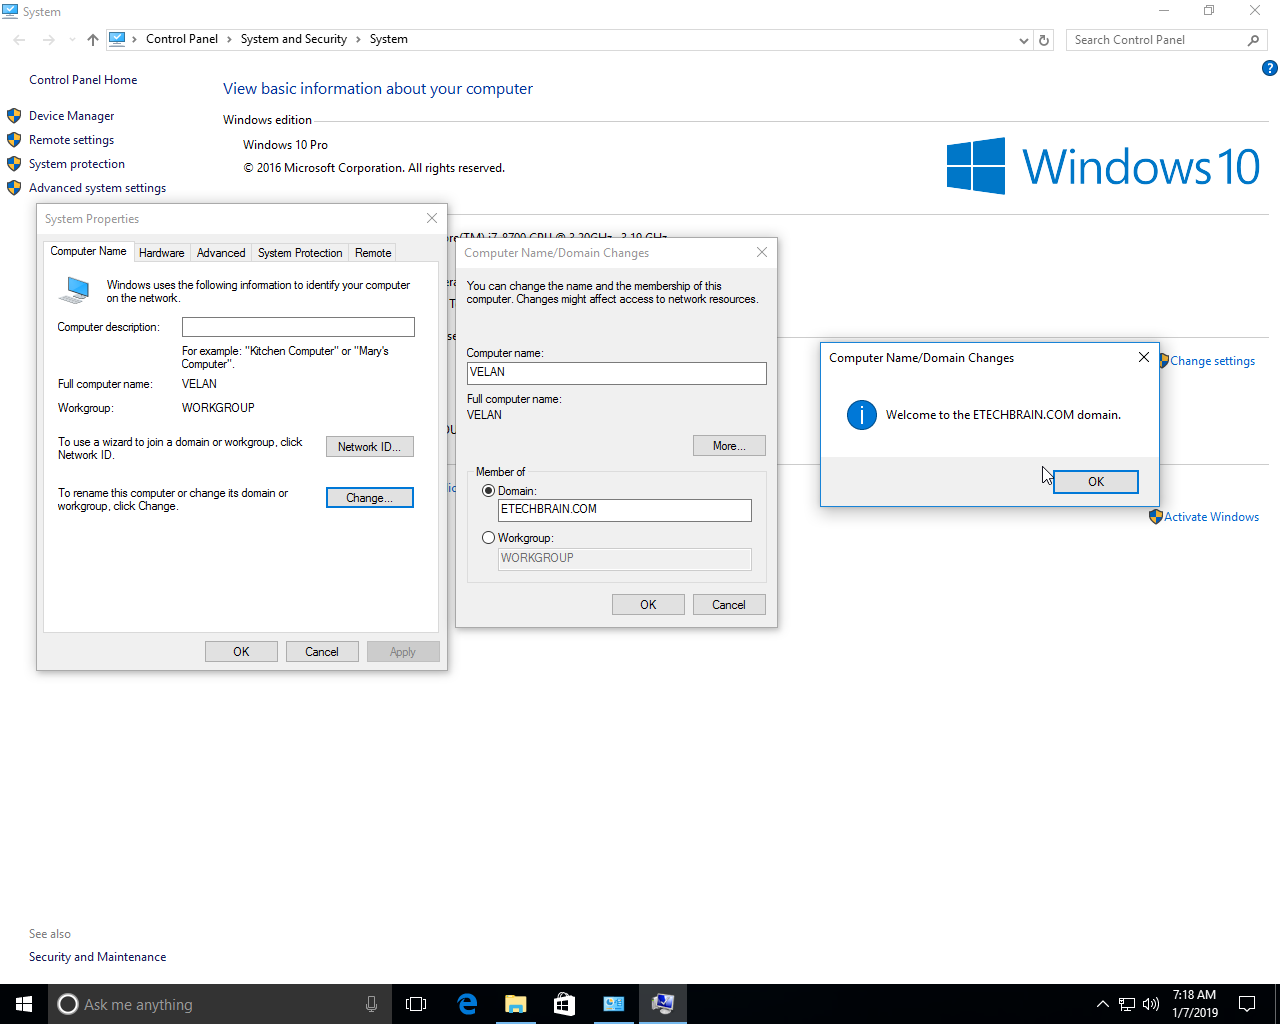 System
Control Panel > System and Security > System
Search Control Panel
Control Panel Home
Device Manager
Remote settings
System protection
Advanced system settings
View basic information about your computer
Windows edition
Windows 10 Pro
© 2016 Microsoft Corporation. All rights reserved.
Windows 10
System Properties
Computer Name
Hardware
Advanced
System Protection
Remote
Windows uses the following information to identify your computer
on the network.
Computer description:
For example: "Kitchen Computer" or "Mary's
Computer".
Full computer name: VELAN
Workgroup: WORKGROUP
To use a wizard to join a domain or workgroup, click
Network ID.
Network ID...
To rename this computer or change its domain or
workgroup, click Change.
Change...
OK
Cancel
Apply
i7-8700 CPU @ 3.20GHz 3.19 GHz
Computer Name/Domain Changes
You can change the name and the membership of this
computer. Changes might affect access to network resources.
Computer name:
VELAN
Full computer name:
VELAN
More...
Member of
Domain:
ETECHBRAIN.COM
Workgroup:
WORKGROUP
OK
Cancel
Computer Name/Domain Changes
Welcome to the ETECHBRAIN.COM domain.
OK
Change settings
Activate Windows
See also
Security and Maintenance
Ask me anything
7:18 AM
1/7/2019